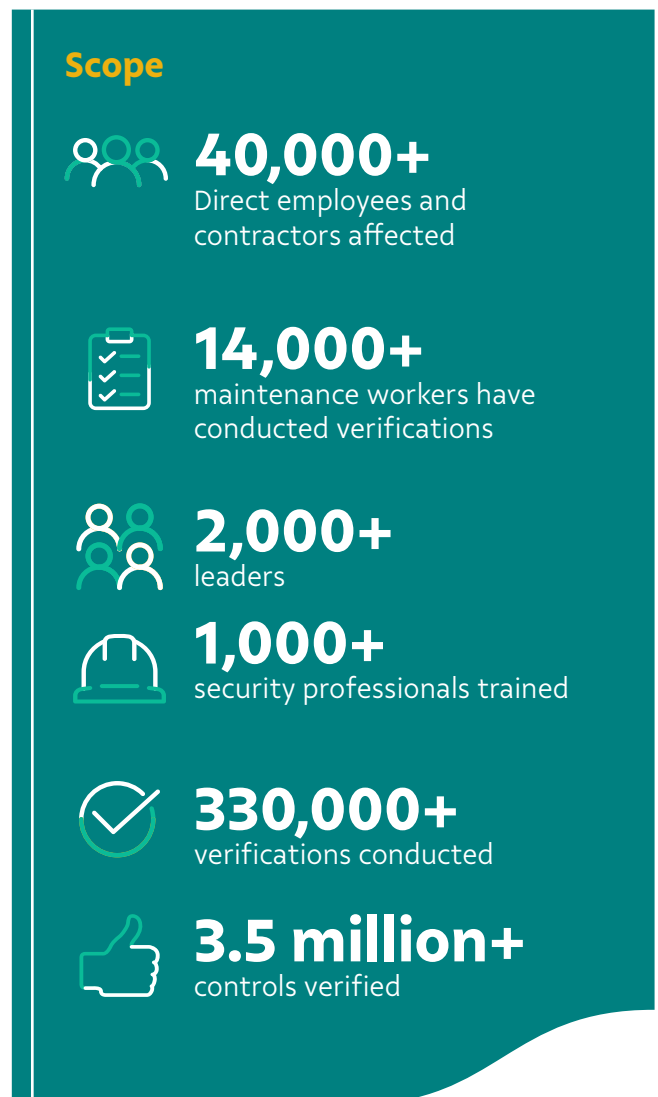 Scope
40,000+
Direct employees and
contractors affected
14,000+
maintenance workers have
conducted verifications
2,000+
leaders
1,000+
security professionals trained
330,000+
verifications conducted
3.5 million+
controls verified